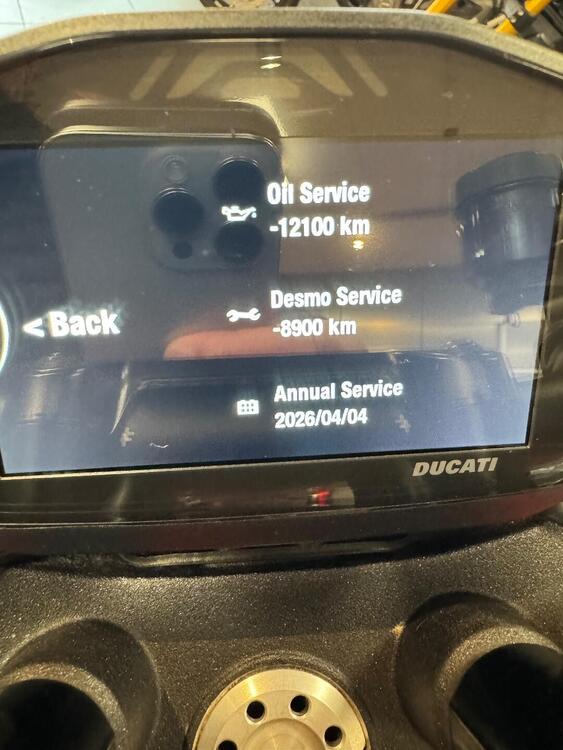 Oil Service
-12100 km
Desmo Service
-8900 km
< Back
Annual Service
2026/04/04
DUCATI